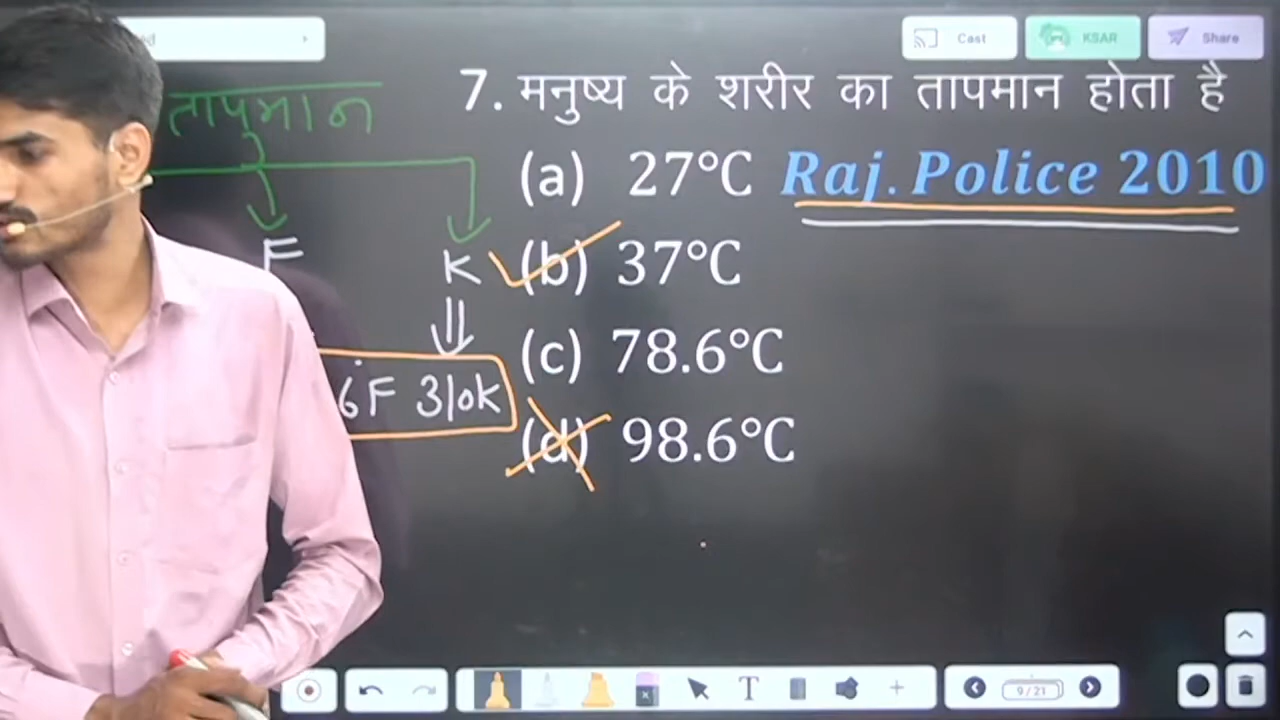 Cast
KSAR
Share
तापमान
F
K
6F 310K
7. मनुष्य के शरीर का तापमान होता है
(a) 27°C Raj. Police 2010
(b) 37°C
(c) 78.6°C
(d) 98.6°C
T
9/21